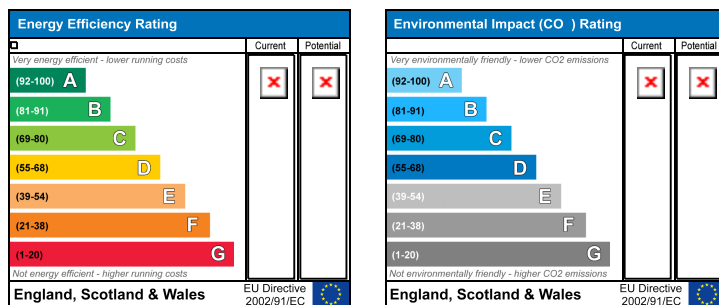 Energy Efficiency Rating
Current Potential
Very energy efficient - lower running costs
(92-100) A
(81-91) B
(69-80) C
(55-68) D
(39-54) E
(21-38) F
(1-20) G
Not energy efficient - higher running costs
England, Scotland & Wales
EU Directive
2002/91/EC
Environmental Impact (CO ) Rating
Current Potential
Very environmentally friendly - lower CO2 emissions
(92-100) A
(81-91) B
(69-80) C
(55-68) D
(39-54) E
(21-38) F
(1-20) G
Not environmentally friendly - higher CO2 emissions
England, Scotland & Wales
EU Directive
2002/91/EC